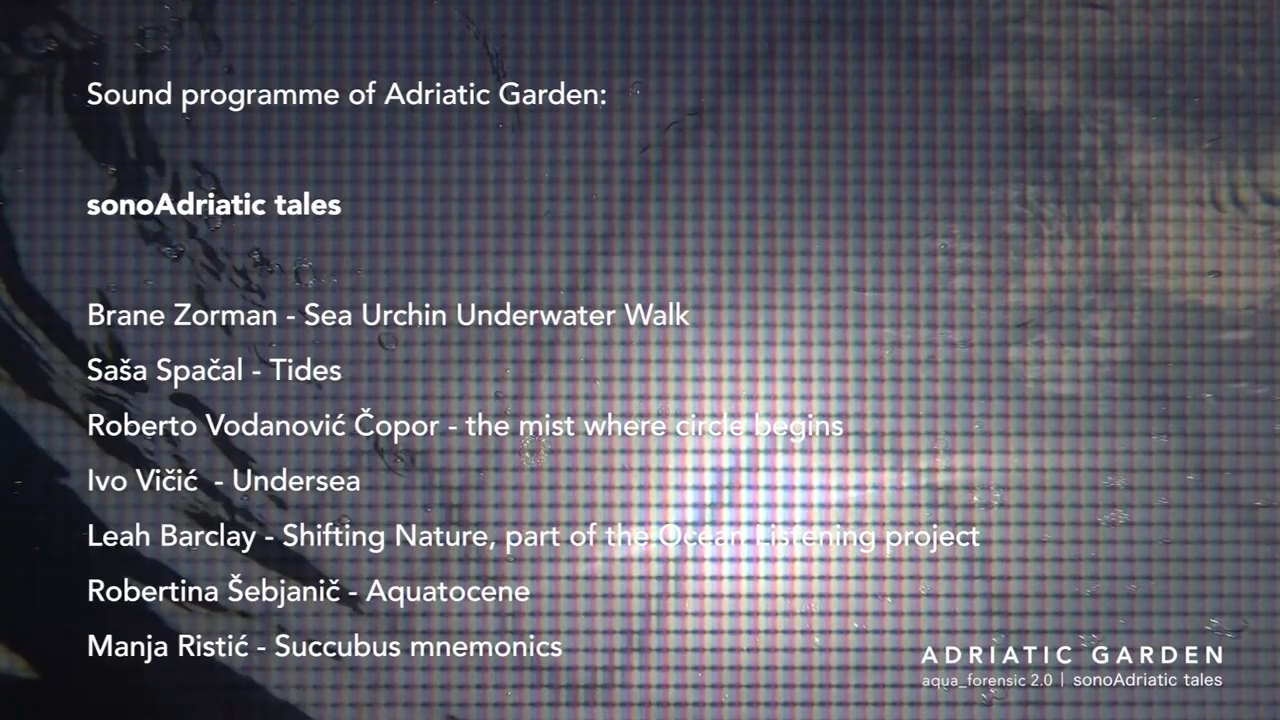 Sound programme of Adriatic Garden:
sonoAdriatic tales
Brane Zorman - Sea Urchin Underwater Walk
Saša Spačal - Tides
Roberto Vodanović Čopor - the mist where circle begins
Ivo Vičić  - Undersea
Leah Barclay - Shifting Nature, part of the Ocean Listening project
Robertina Šebjanič - Aquatocene
Manja Ristić - Succubus mnemonics
ADRIATIC GARDEN
aqua_forensic 2.0 | sonoAdriatic tales